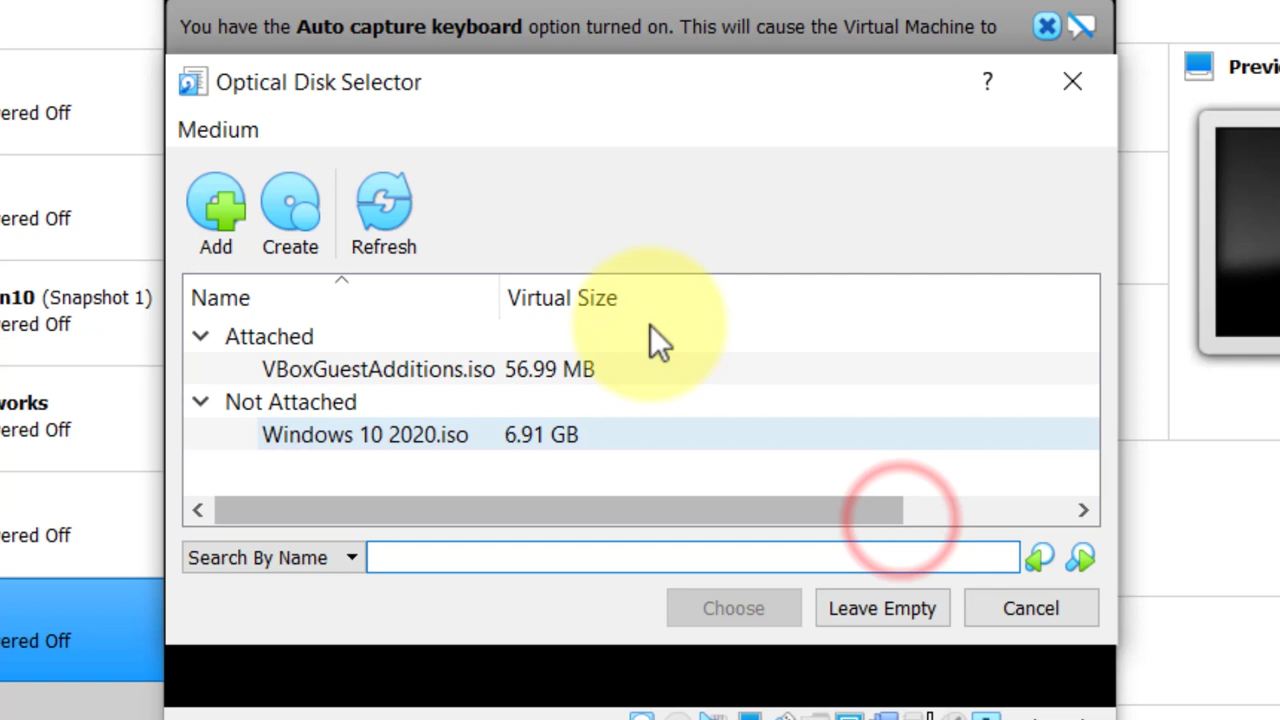 You have the Auto capture keyboard option turned on. This will cause the Virtual Machine to
Optical Disk Selector
?
Medium
Add Create Refresh
Name Virtual Size
Attached
VBoxGuestAdditions.iso 56.99 MB
Not Attached
Windows 10 2020.iso 6.91 GB
Search By Name
Choose Leave Empty Cancel
ered Off
ered Off
n10 (Snapshot 1)
ered Off
works
ered Off
ered Off
ered Off
Previ